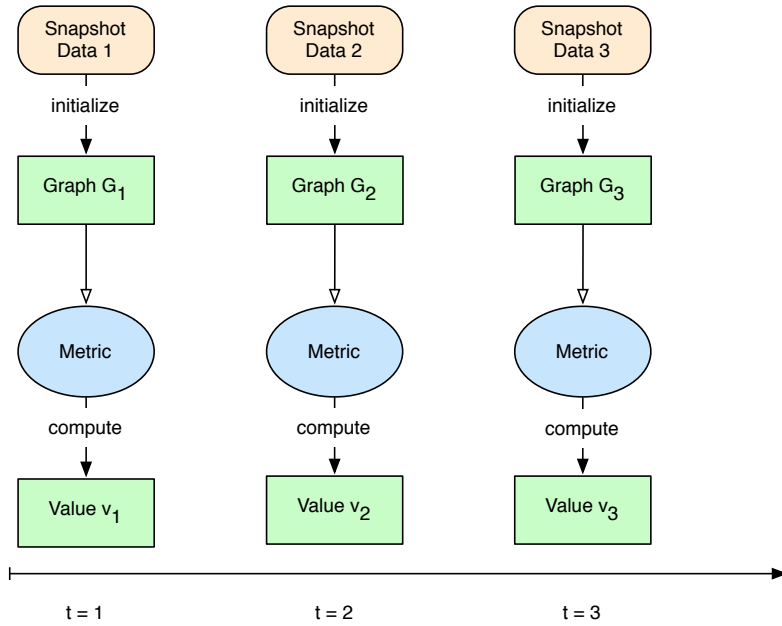 Snapshot
Data 1
Snapshot
Data 2
Snapshot
Data 3
initialize
initialize
initialize
Graph G1
Graph G2
Graph G3
Metric
Metric
Metric
compute
compute
compute
Value v1
Value v2
Value v3
t = 1
t = 2
t = 3